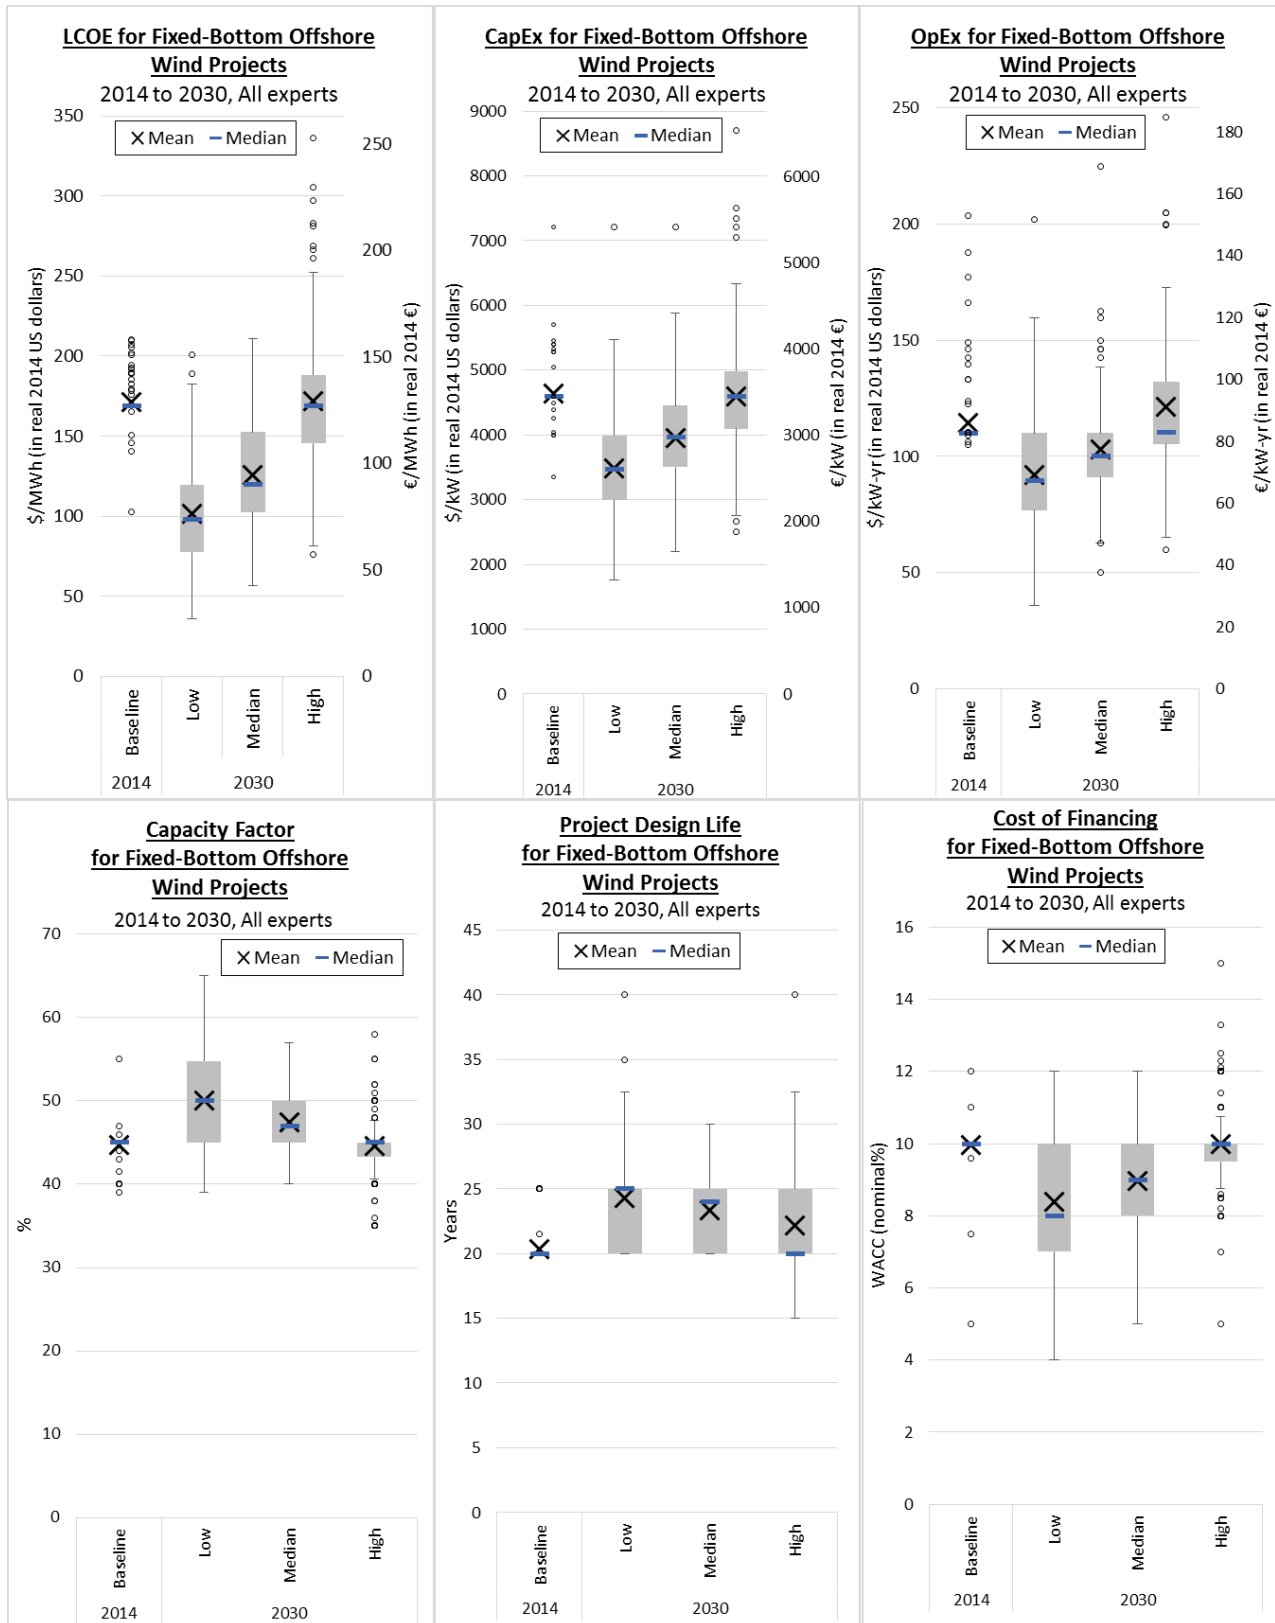 LCOE for Fixed-Bottom Offshore
Wind Projects
2014 to 2030, All experts
Mean Median
$/MWh (in real 2014 US dollars)
350
300
250
200
150
100
50
0
€/MWh (in real 2014 €)
250
200
150
100
50
0
Baseline
Low
Median
High
2014
2030
CapEx for Fixed-Bottom Offshore
Wind Projects
2014 to 2030, All experts
Mean Median
$/kW (in real 2014 US dollars)
9000
8000
7000
6000
5000
4000
3000
2000
1000
0
€/kW (in real 2014 €)
6000
5000
4000
3000
2000
1000
0
Baseline
Low
Median
High
2014
2030
OpEx for Fixed-Bottom Offshore
Wind Projects
2014 to 2030, All experts
Mean Median
$/kW-yr (in real 2014 US dollars)
250
200
150
100
50
0
€/kW-yr (in real 2014 €)
180
160
140
120
100
80
60
40
20
0
Baseline
Low
Median
High
2014
2030
Capacity Factor
for Fixed-Bottom Offshore
Wind Projects
2014 to 2030, All experts
Mean Median
%
70
60
50
40
30
20
10
0
Baseline
Low
Median
High
2014
2030
Project Design Life
for Fixed-Bottom Offshore
Wind Projects
2014 to 2030, All experts
Mean Median
Years
45
40
35
30
25
20
15
10
5
0
Baseline
Low
Median
High
2014
2030
Cost of Financing
for Fixed-Bottom Offshore
Wind Projects
2014 to 2030, All experts
Mean Median
WACC (nominal%)
16
14
12
10
8
6
4
2
0
Baseline
Low
Median
High
2014
2030